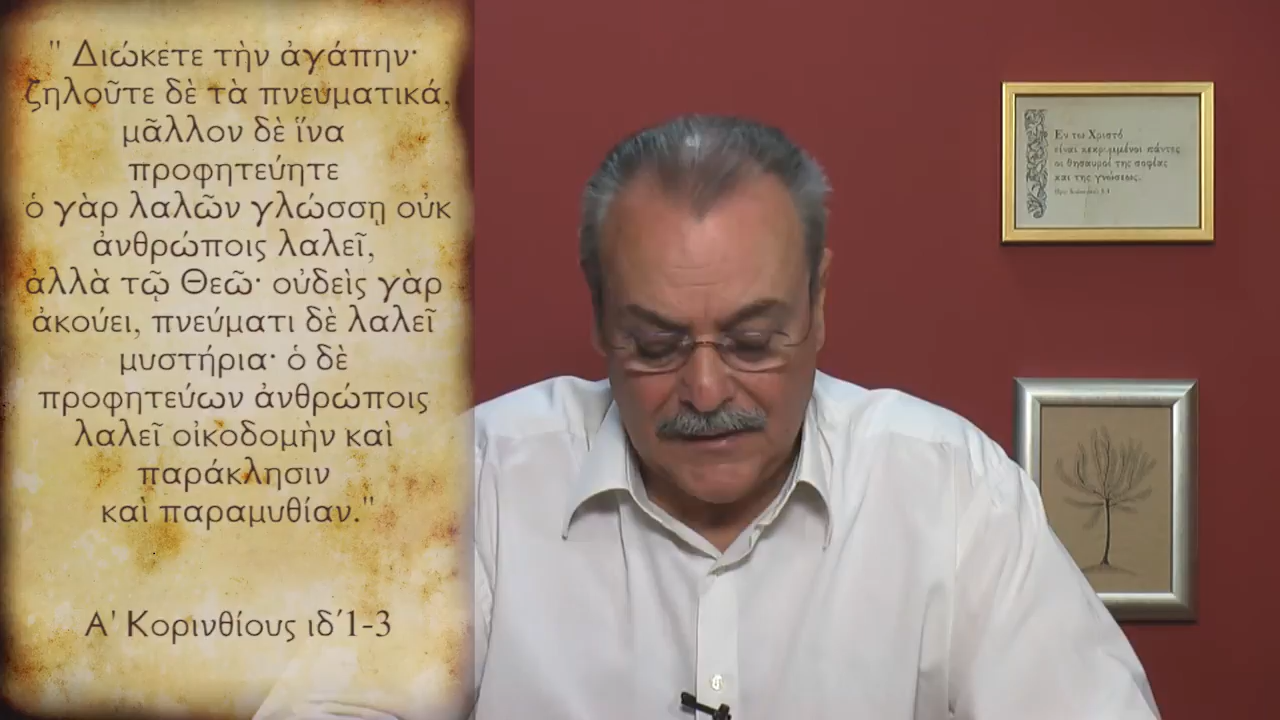 " Διώκετε τὴν ἀγάπην·
ζηλοῦτε δὲ τὰ πνευματικά,
μᾶλλον δὲ ἵνα
προφητεύητε
ὁ γὰρ λαλῶν γλώσσῃ οὐκ
ἀνθρώποις λαλεῖ,
ἀλλὰ τῷ Θεῷ· οὐδεὶς γὰρ
ἀκούει, πνεύματι δὲ λαλεῖ
μυστήρια· ὁ δὲ
προφητεύων ἀνθρώποις
λαλεῖ οἰκοδομὴν καὶ
παράκλησιν
καὶ παραμυθίαν."
Α' Κορινθίους ιδ΄1-3
Εν τω Χριστό
είναι κεκρυμμένοι πάντες
οι θησαυροί της σοφίας
και της γνώσεως.